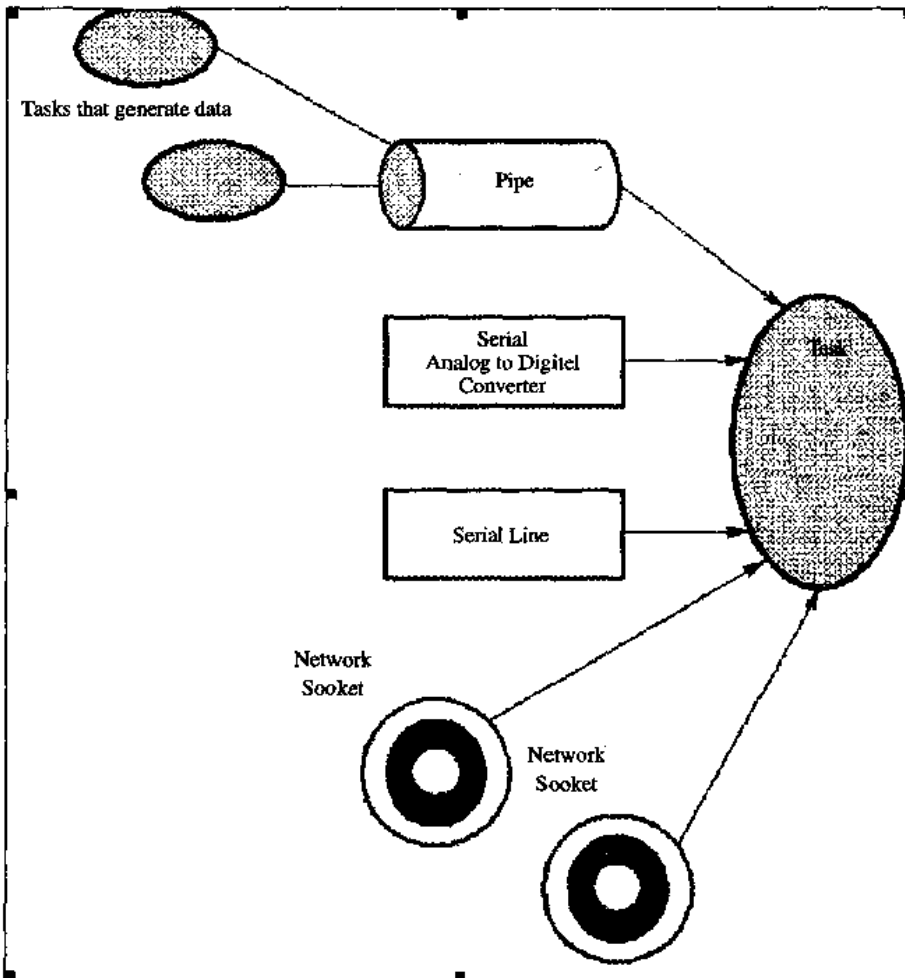 Tasks that generate data
Pipe
Serial
Analog to Digitel
Converter
Task
Serial Line
Network
Sooket
Network
Sooket